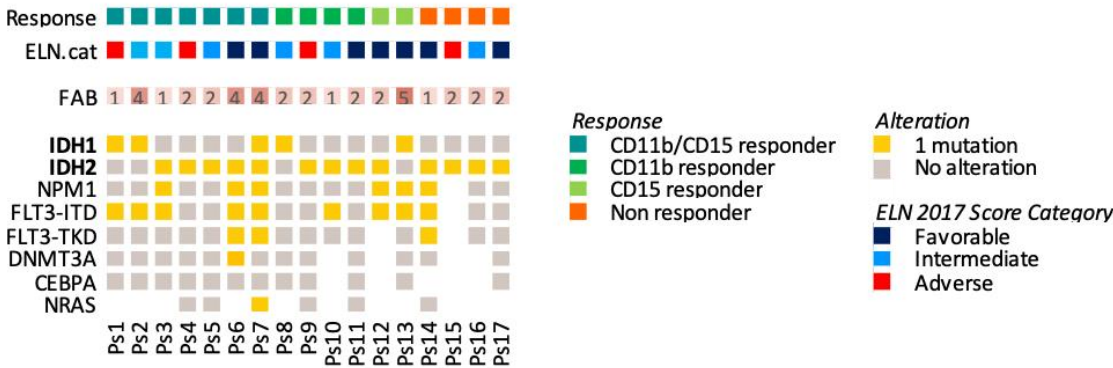 Response
ELN.cat
FAB 1 4 1 2 2 4 4 2 2 1 2 2 5 1 2 2 2
IDH1
IDH2
NPM1
FLT3-ITD
FLT3-TKD
DNMT3A
CEBPA
NRAS
Ps1 Ps2 Ps3 Ps4 Ps5 Ps6 Ps7 Ps8 Ps9 Ps10 Ps11 Ps12 Ps13 Ps14 Ps15 Ps16 Ps17
Response
CD11b/CD15 responder
CD11b responder
CD15 responder
Non responder
Alteration
1 mutation
No alteration
ELN 2017 Score Category
Favorable
Intermediate
Adverse